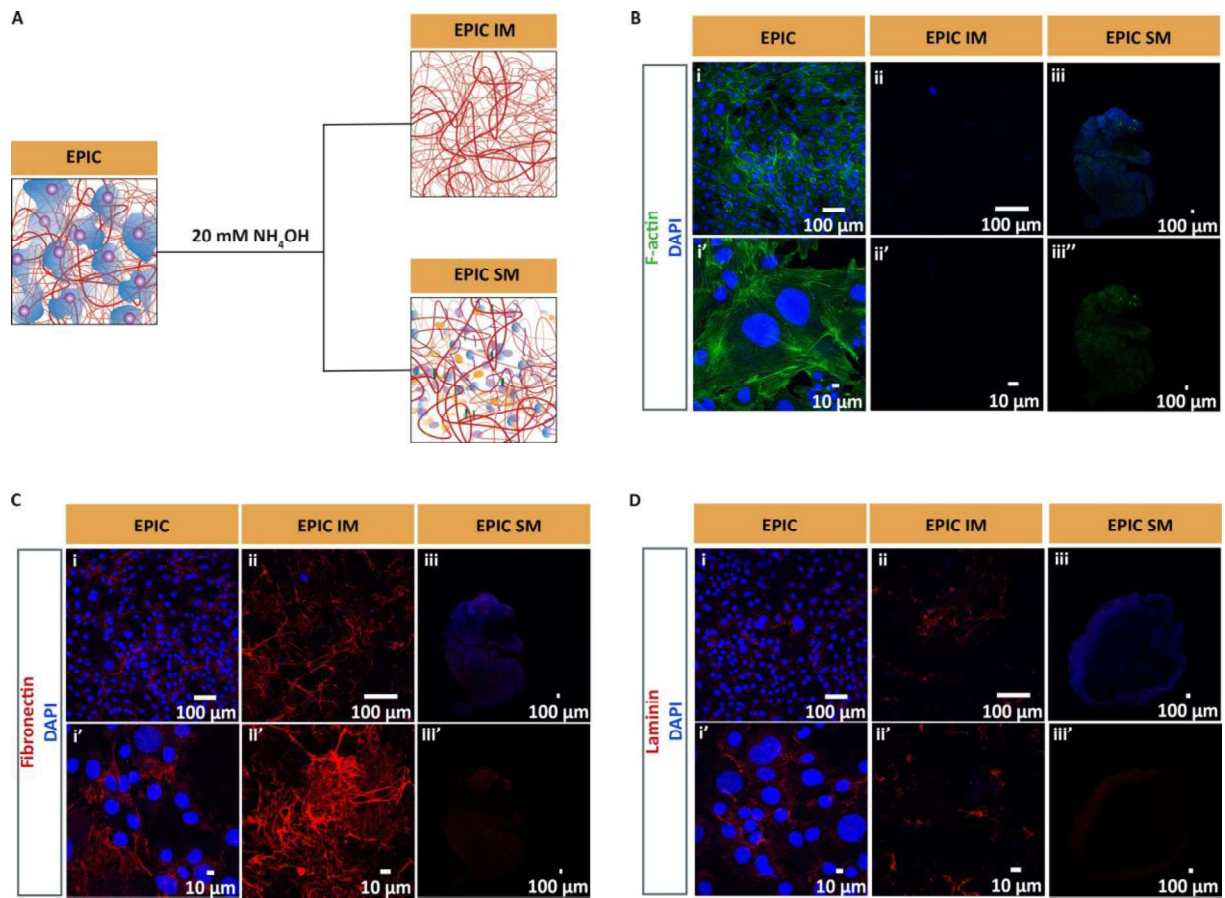 A
EPIC
20 mM NH₄OH
EPIC IM
EPIC SM
B
EPIC
EPIC IM
EPIC SM
F-actin
DAPI
i
100 µm
ii
100 µm
iii
100 µm
i’
10 µm
ii’
10 µm
iii’’
100 µm
C
EPIC
EPIC IM
EPIC SM
Fibronectin
DAPI
i
100 µm
ii
100 µm
iii
100 µm
i’
10 µm
ii’
10 µm
iii’
100 µm
D
EPIC
EPIC IM
EPIC SM
Laminin
DAPI
i
100 µm
ii
100 µm
iii
100 µm
i’
10 µm
ii’
10 µm
iii’
100 µm